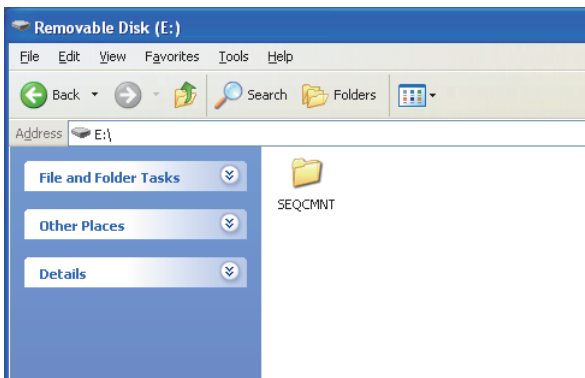 Removable Disk (E:)
File Edit View Favorites Tools Help
Back Search Folders
Address E:\
File and Folder Tasks
Other Places
Details
SEQCMNT